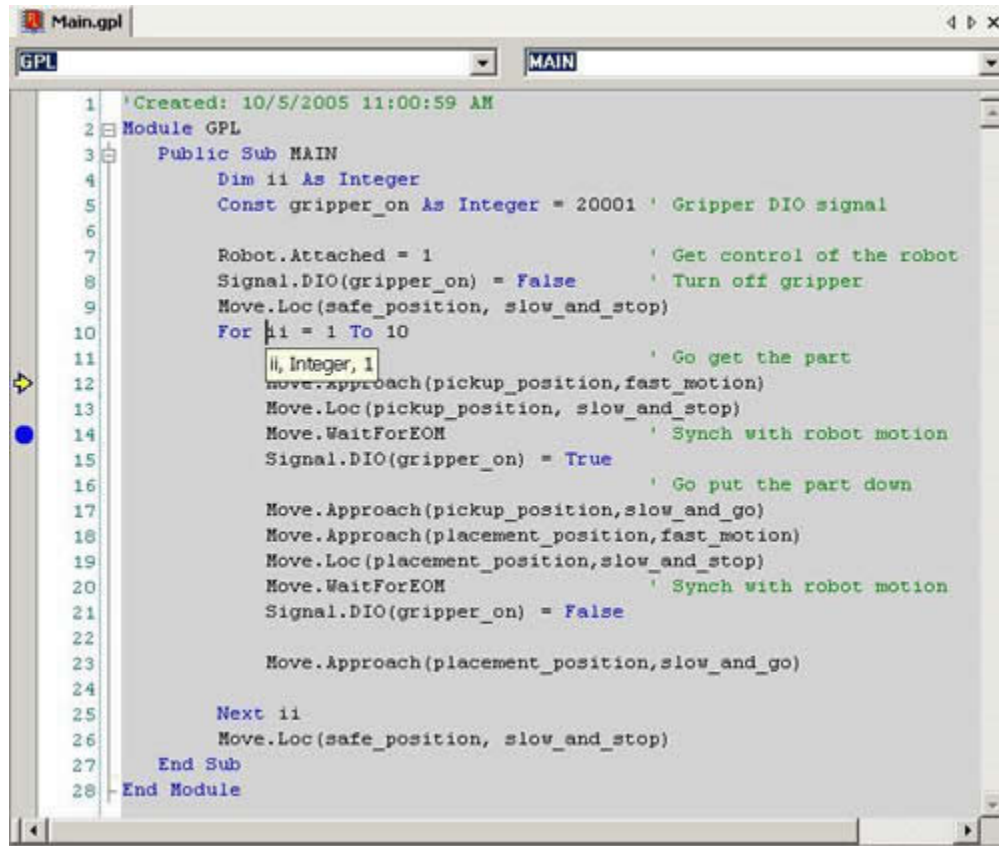 Main.gpl
GPL MAIN
1 'Created: 10/5/2005 11:00:59 AM
2 Module GPL
3 Public Sub MAIN
4 Dim ii As Integer
5 Const gripper_on As Integer = 20001 ' Gripper DIO signal
6
7 Robot.Attached = 1 ' Get control of the robot
8 Signal.DIO(gripper_on) = False ' Turn off gripper
9 Move.Loc(safe_position, slow_and_stop)
10 For ii = 1 To 10
11 ' Go get the part
ii, Integer, 1
12 Move.Approach(pickup_position,fast_motion)
13 Move.Loc(pickup_position, slow_and_stop)
14 Move.WaitForEOM ' Synch with robot motion
15 Signal.DIO(gripper_on) = True
16 ' Go put the part down
17 Move.Approach(pickup_position,slow_and_go)
18 Move.Approach(placement_position,fast_motion)
19 Move.Loc(placement_position,slow_and_stop)
20 Move.WaitForEOM ' Synch with robot motion
21 Signal.DIO(gripper_on) = False
22
23 Move.Approach(placement_position,slow_and_go)
24
25 Next ii
26 Move.Loc(safe_position, slow_and_stop)
27 End Sub
28 End Module